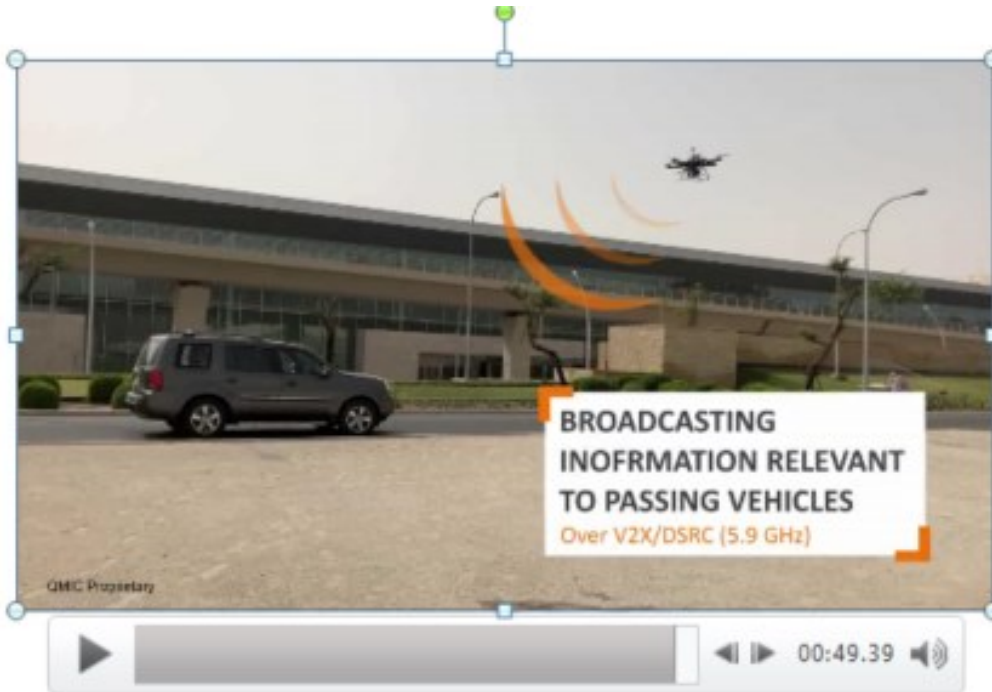 BROADCASTING
INOFRMATION RELEVANT
TO PASSING VEHICLES
Over V2X/DSRC (5.9 GHz)
QMIC Proprietary
00:49.39